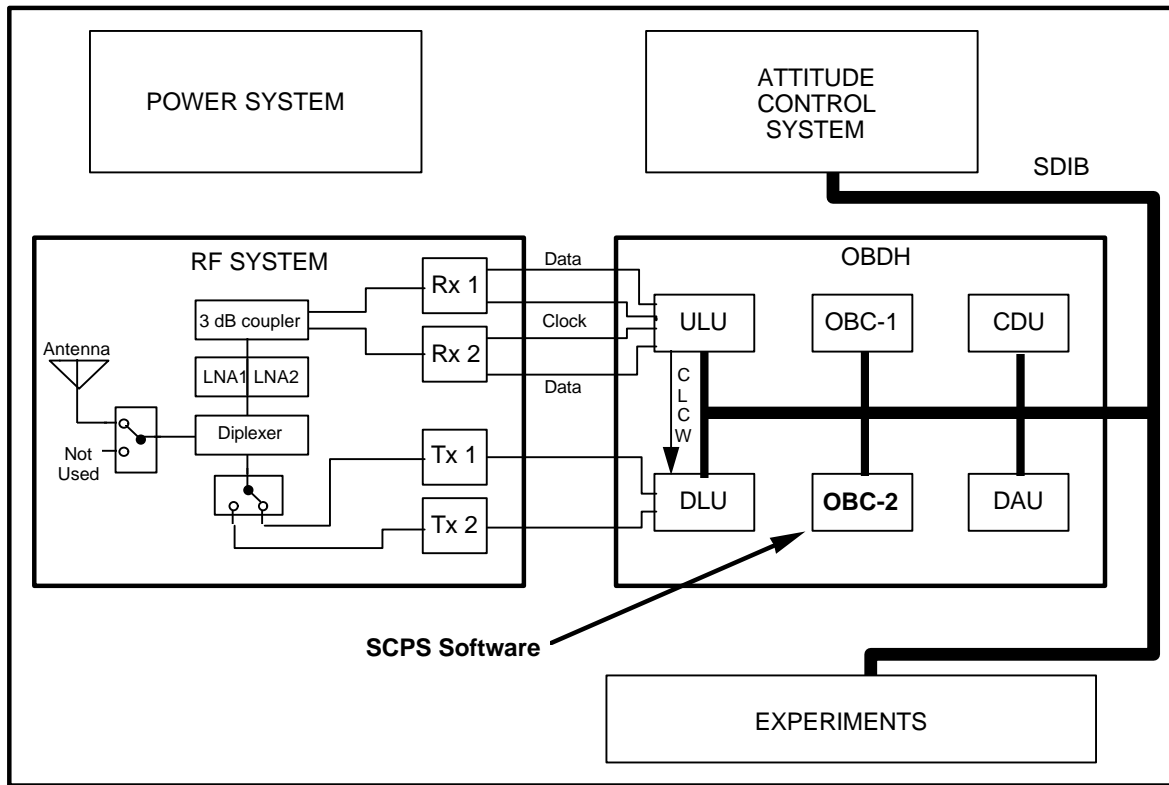 POWER SYSTEM
ATTITUDE
CONTROL
SYSTEM
SDIB
RF SYSTEM
OBDH
Rx 1
Data
3 dB coupler
ULU
OBC-1
CDU
Clock
Rx 2
Antenna
LNA1
LNA2
Data
C
L
C
W
Diplexer
Not
Used
Tx 1
DLU
OBC-2
DAU
Tx 2
SCPS Software
EXPERIMENTS